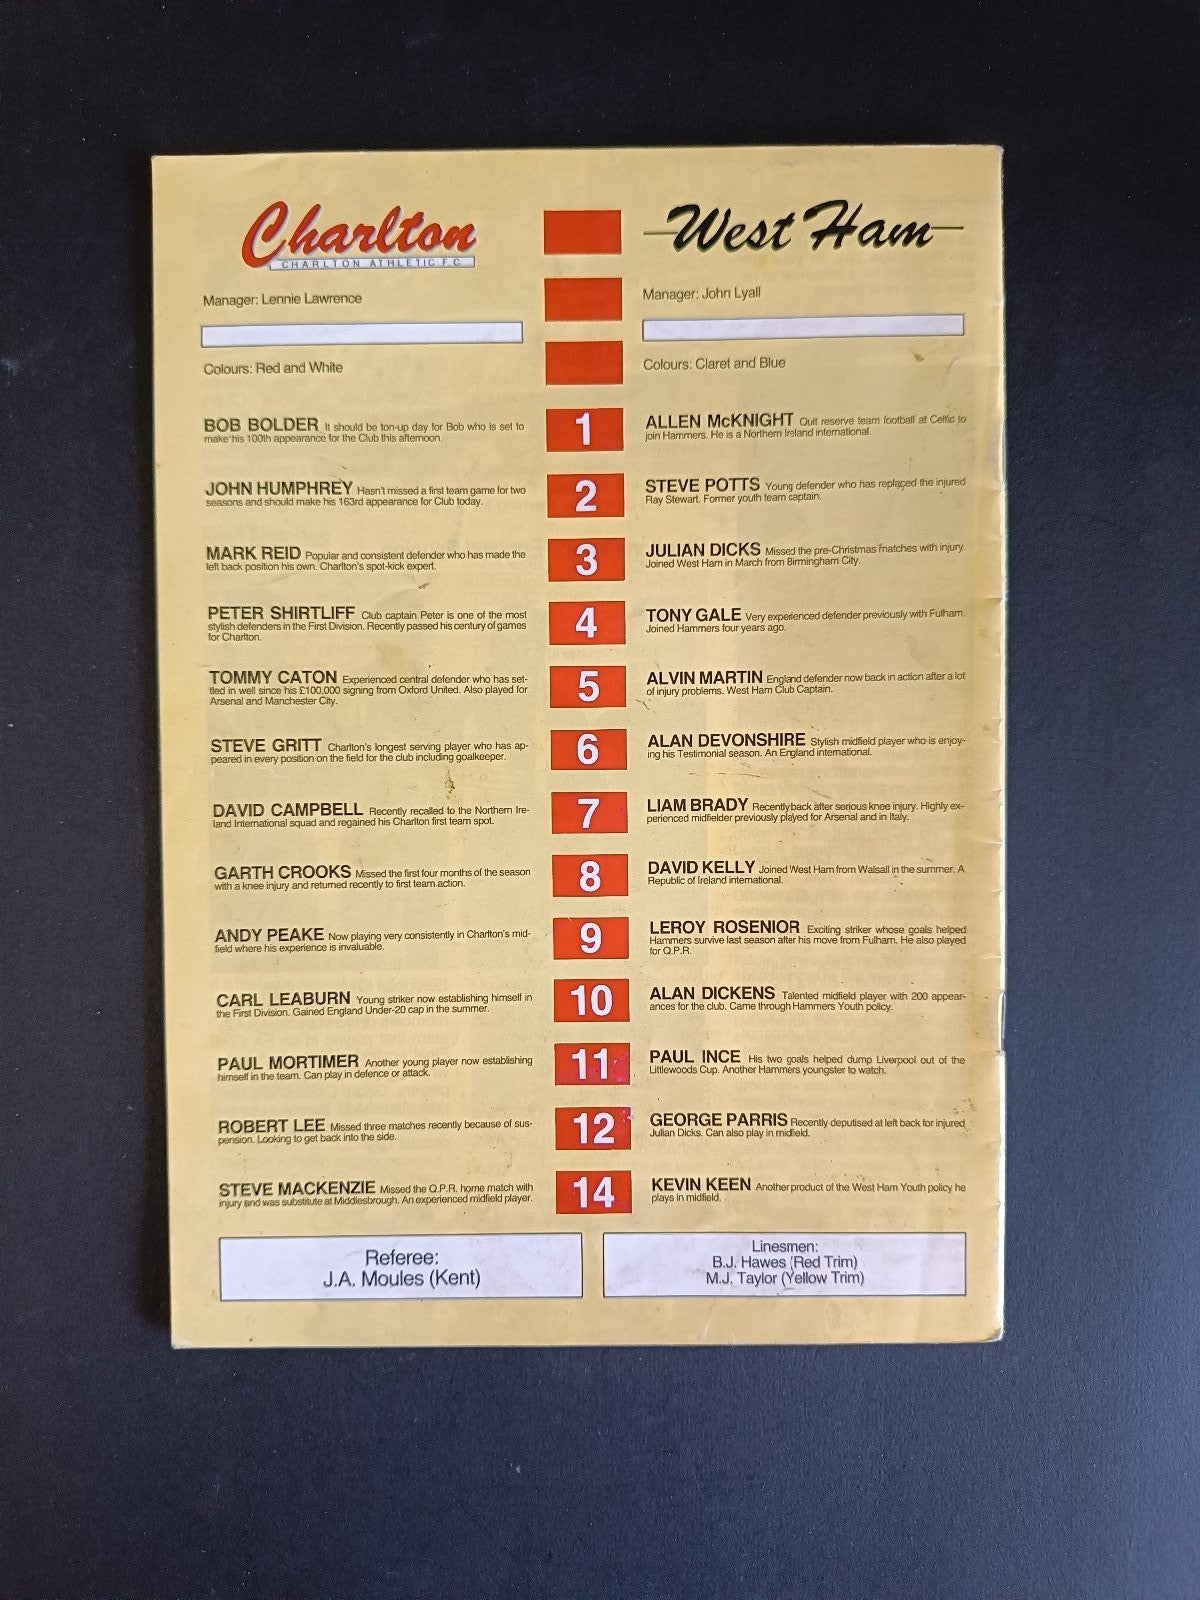 Charlton
CHARLTON ATHLETIC F.C.
Manager: Lennie Lawrence
Colours: Red and White
West Ham
Manager: John Lyall
Colours: Claret and Blue
BOB BOLDER It should be ton-up day for Bob who is set to
make his 100th appearance for the Club this afternoon.
1
ALLEN McKNIGHT Quit reserve team football at Celtic to
join Hammers. He is a Northern Ireland international.
JOHN HUMPHREY Hasn't missed a first team game for two
seasons and should make his 163rd appearance for Club today.
2
STEVE POTTS Young defender who has replaced the injured
Ray Stewart. Former youth team captain.
MARK REID Popular and consistent defender who has made the
left back position his own. Charlton's spot-kick expert.
3
JULIAN DICKS Missed the pre-Christmas matches with injury.
Joined West Ham in March from Birmingham City.
PETER SHIRTLIFF Club captain Peter is one of the most
stylish defenders in the First Division. Recently passed his century of games
for Charlton.
4
TONY GALE Very experienced defender previously with Fulham.
Joined Hammers four years ago.
TOMMY CATON Experienced central defender who has set-
tled in well since his £100,000 signing from Oxford United. Also played for
Arsenal and Manchester City.
5
ALVIN MARTIN England defender now back in action after a lot
of injury problems. West Ham Club Captain.
STEVE GRITT Charlton's longest serving player who has ap-
peared in every position on the field for the club including goalkeeper.
6
ALAN DEVONSHIRE Stylish midfield player who is enjoy-
ing his Testimonial season. An England international.
DAVID CAMPBELL Recently recalled to the Northern Ire-
land International squad and regained his Charlton first team spot.
7
LIAM BRADY Recently back after serious knee injury. Highly ex-
perienced midfielder previously played for Arsenal and in Italy.
GARTH CROOKS Missed the first four months of the season
with a knee injury and returned recently to first team action.
8
DAVID KELLY Joined West Ham from Walsall in the summer. A
Republic of Ireland international.
ANDY PEAKE Now playing very consistently in Charlton's mid-
field where his experience is invaluable.
9
LEROY ROSENIOR Exciting striker whose goals helped
Hammers survive last season after his move from Fulham. He also played
for Q.P.R.
CARL LEABURN Young striker now establishing himself in
the First Division. Gained England Under-20 cap in the summer.
10
ALAN DICKENS Talented midfield player with 200 appear-
ances for the club. Came through Hammers Youth policy.
PAUL MORTIMER Another young player now establishing
himself in the team. Can play in defence or attack.
11
PAUL INCE His two goals helped dump Liverpool out of the
Littlewoods Cup. Another Hammers youngster to watch.
ROBERT LEE Missed three matches recently because of sus-
pension. Looking to get back into the side.
12
GEORGE PARRIS Recently deputised at left back for injured
Julian Dicks. Can also play in midfield.
STEVE MACKENZIE Missed the Q.P.R. home match with
injury and was substitute at Middlesbrough. An experienced midfield player.
14
KEVIN KEEN Another product of the West Ham Youth policy he
plays in midfield.
Referee:
J.A. Moules (Kent)
Linesmen:
B.J. Hawes (Red Trim)
M.J. Taylor (Yellow Trim)